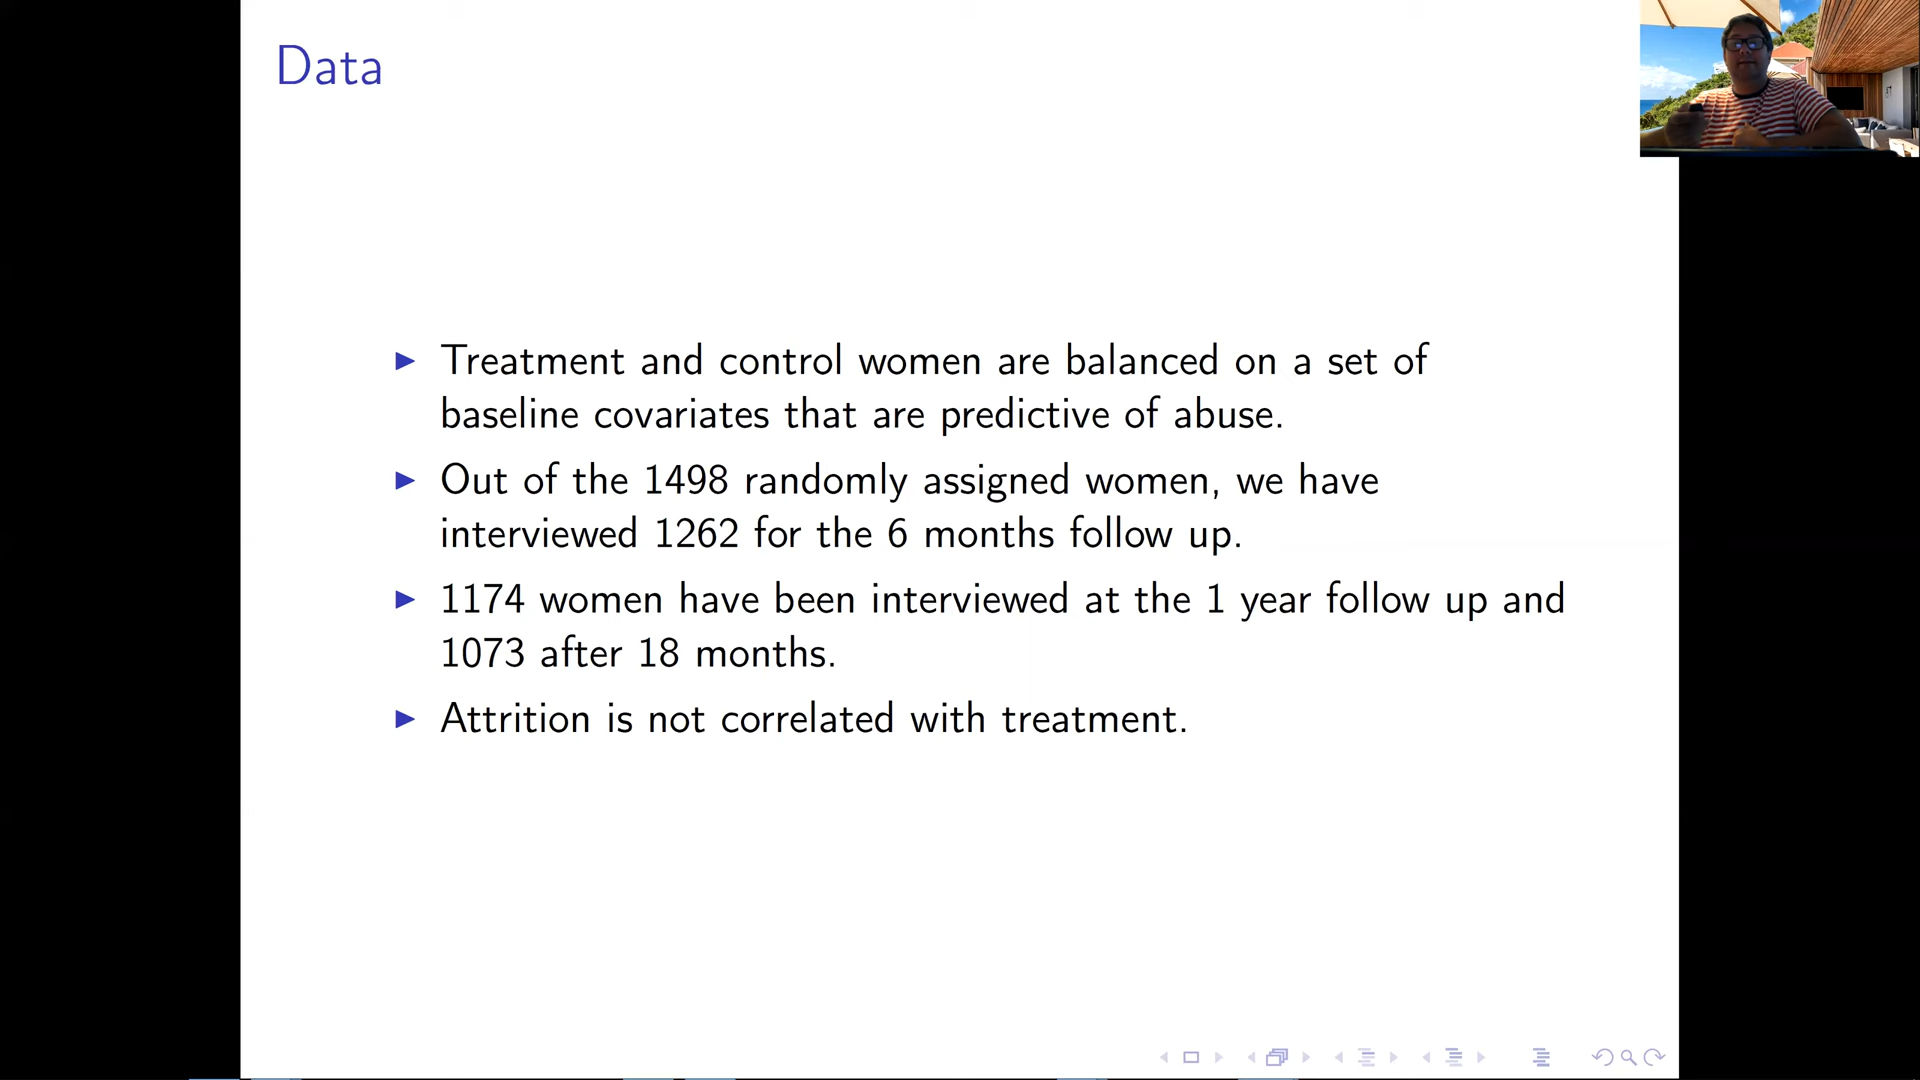 Data
Treatment and control women are balanced on a set of
baseline covariates that are predictive of abuse.
Out of the 1498 randomly assigned women, we have
interviewed 1262 for the 6 months follow up.
1174 women have been interviewed at the 1 year follow up and
1073 after 18 months.
Attrition is not correlated with treatment.